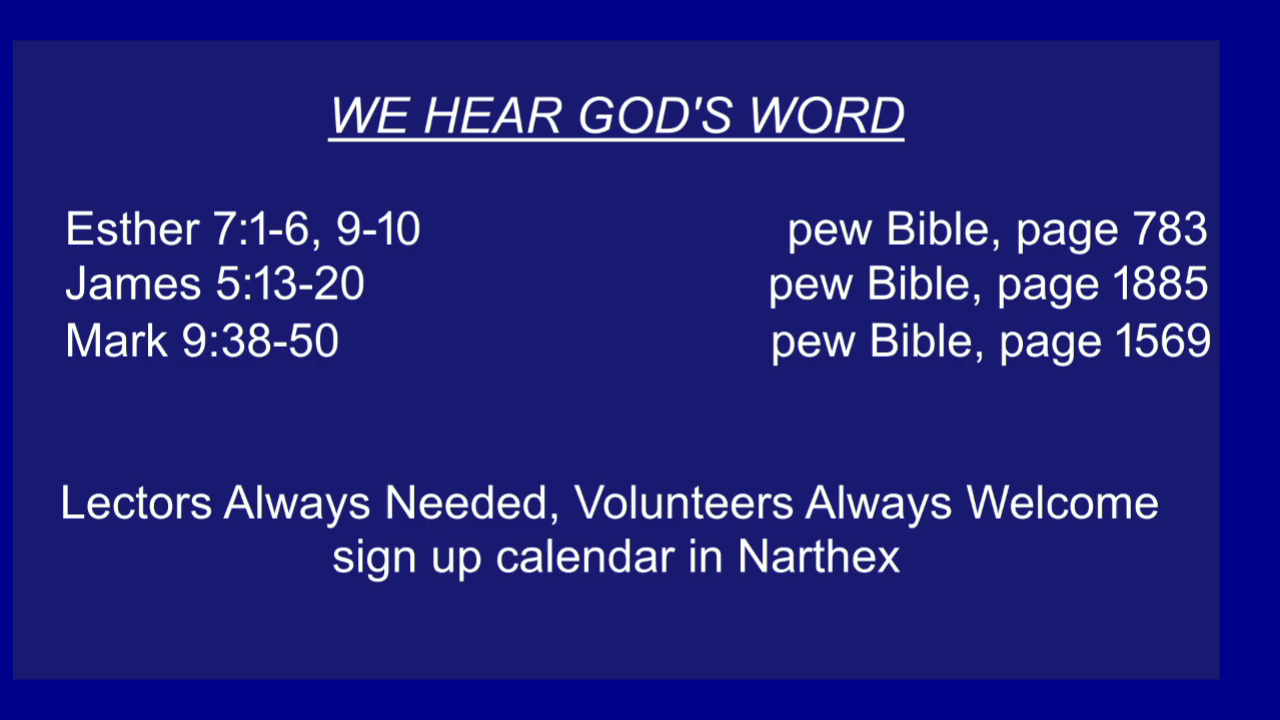 WE HEAR GOD'S WORD
Esther 7:1-6, 9-10 pew Bible, page 783
James 5:13-20 pew Bible, page 1885
Mark 9:38-50 pew Bible, page 1569
Lectors Always Needed, Volunteers Always Welcome
sign up calendar in Narthex